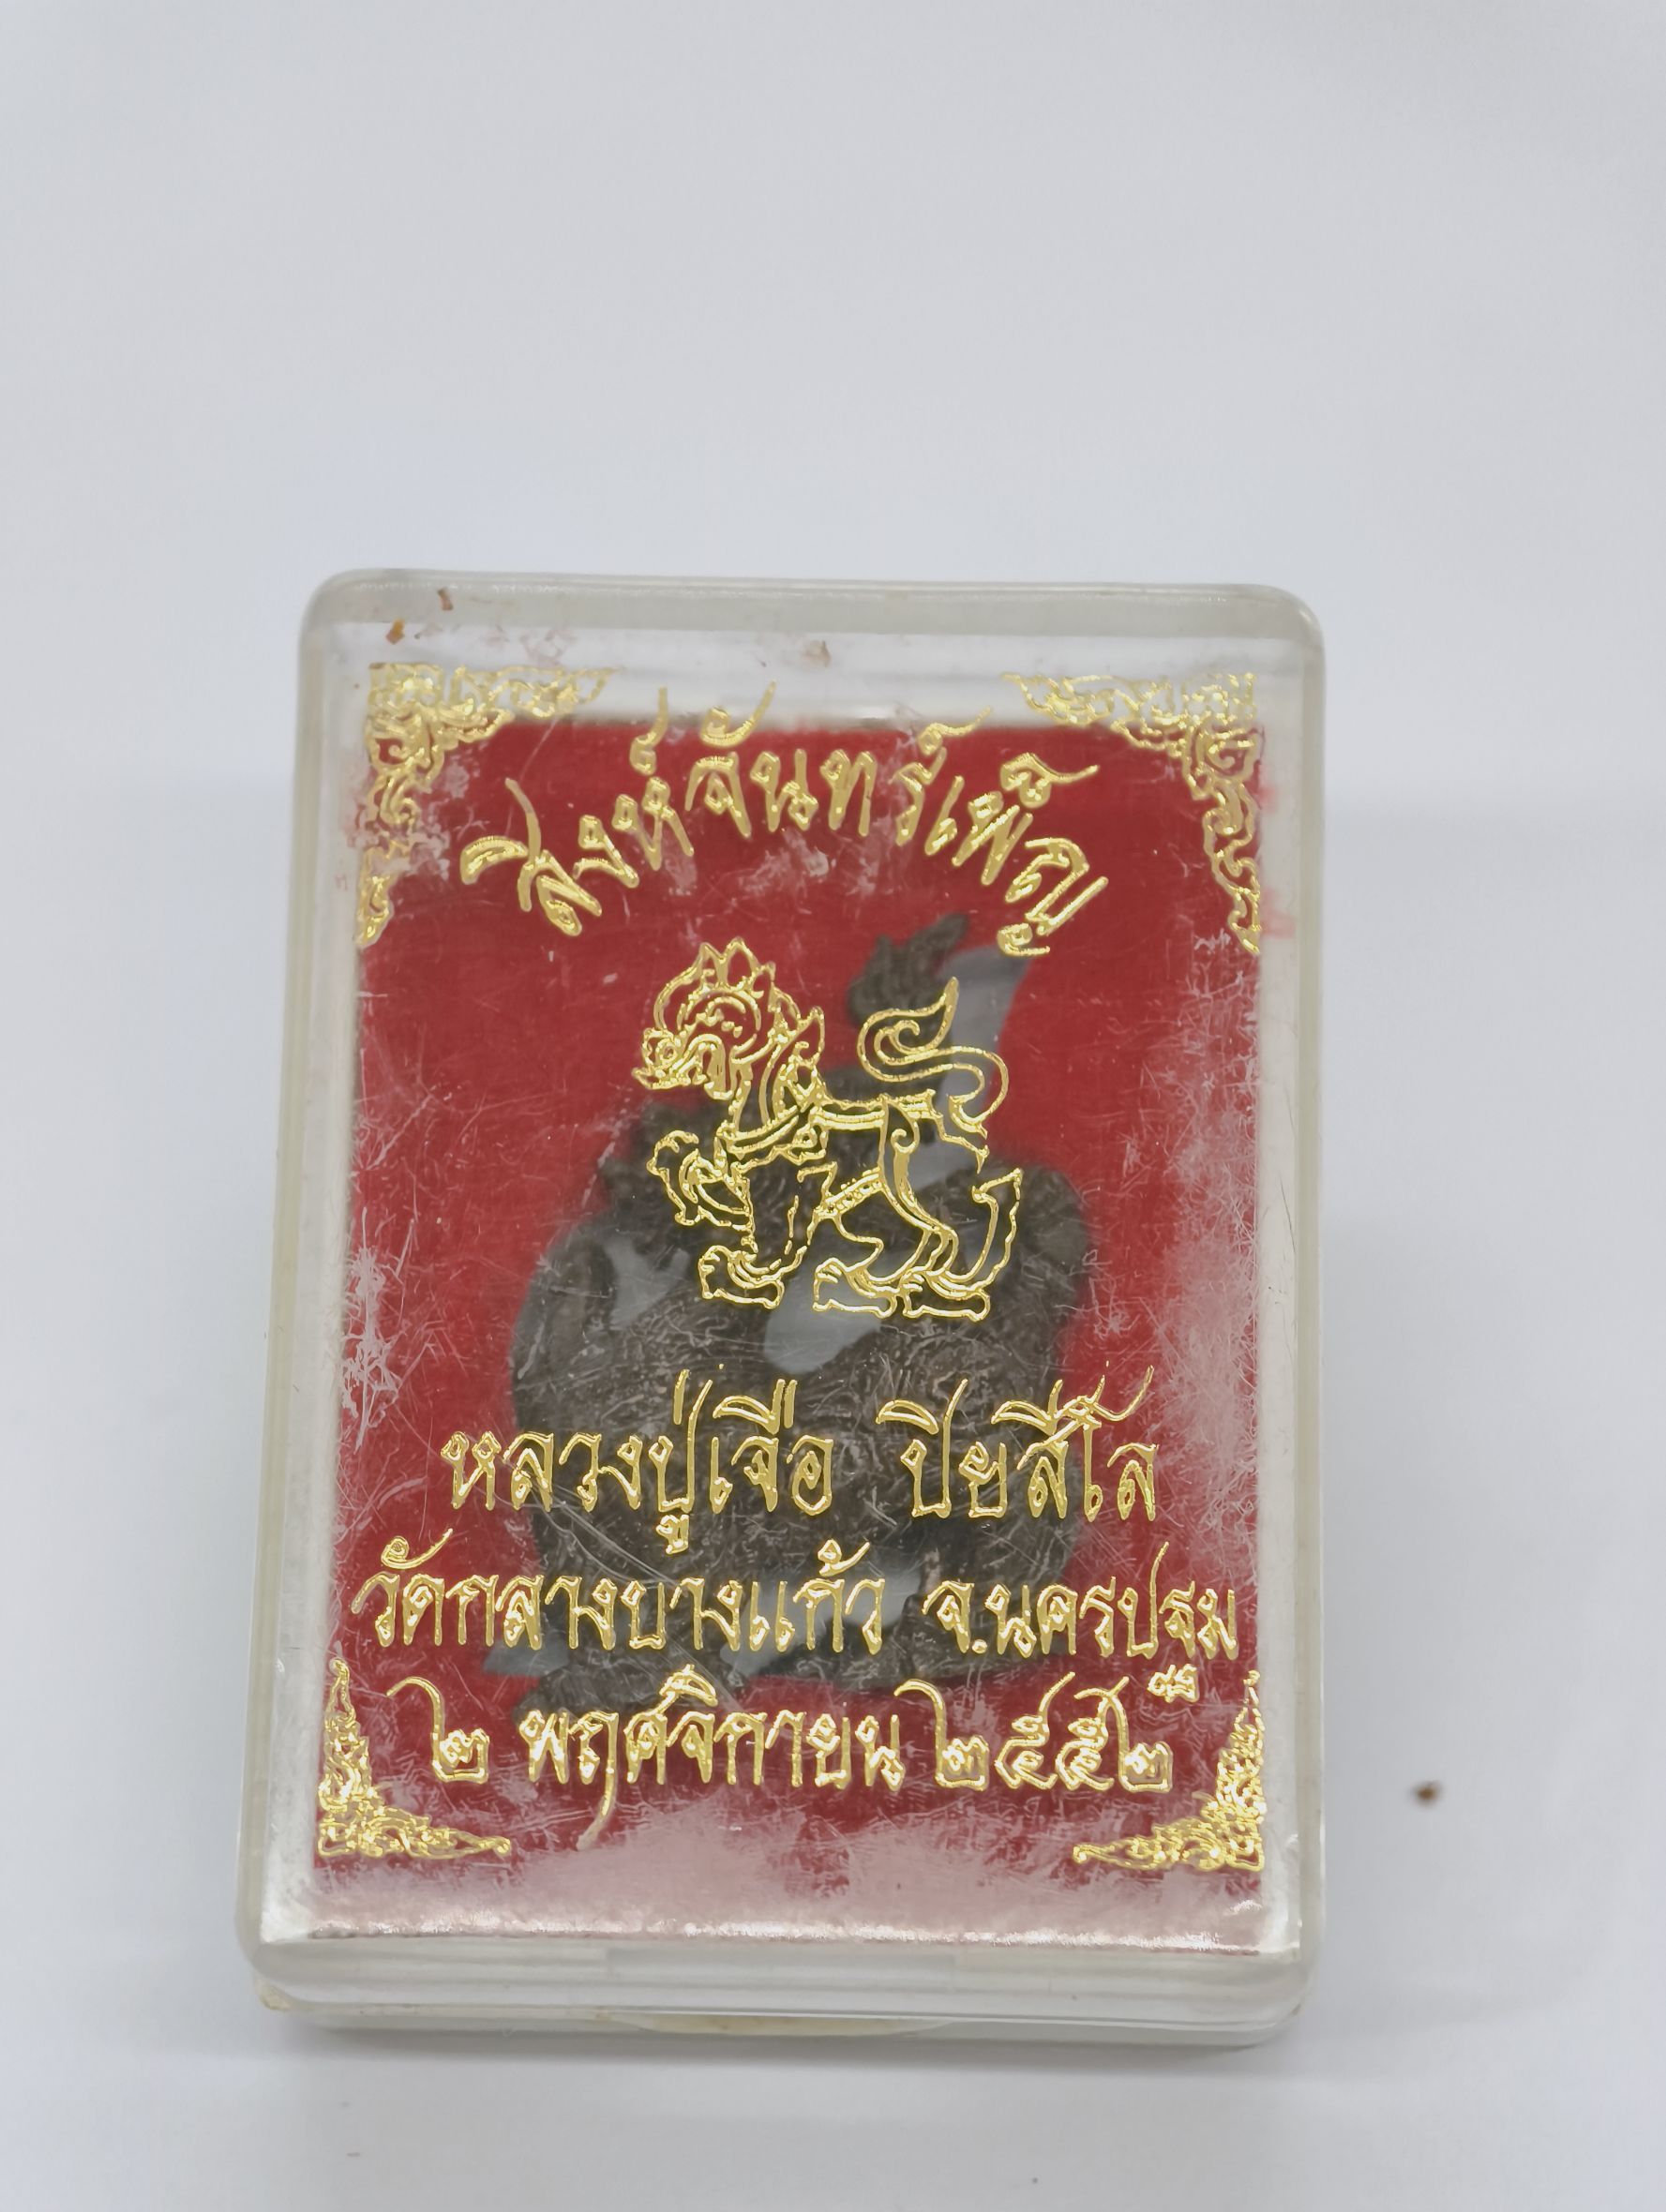 สิงห์จันทร์เพ็ญ
หลวงปู่เจือ ปิยสีโล
วัดกลางบางแก้ว จ.นครปฐม
๒ พฤศจิกายน ๒๕๕๒